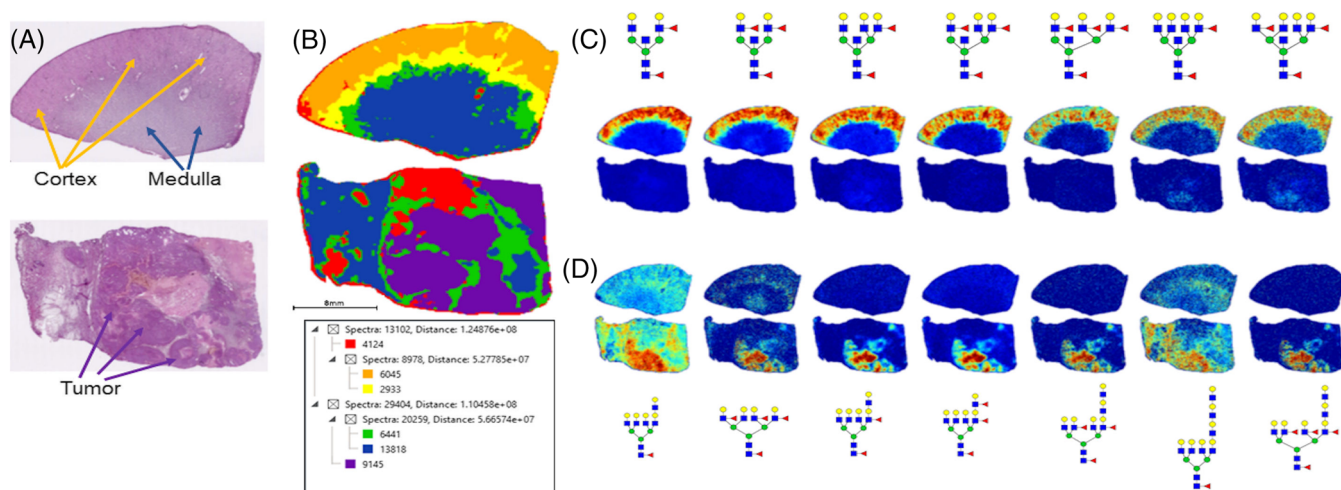 (A)
Cortex
Medulla
Tumor
(B)
8mm
Spectra: 13102, Distance: 1.24876e+08
4124
Spectra: 8978, Distance: 5.27785e+07
6045
2933
Spectra: 29404, Distance: 1.10458e+08
Spectra: 20259, Distance: 5.66574e+07
6441
13818
9145
(C)
(D)